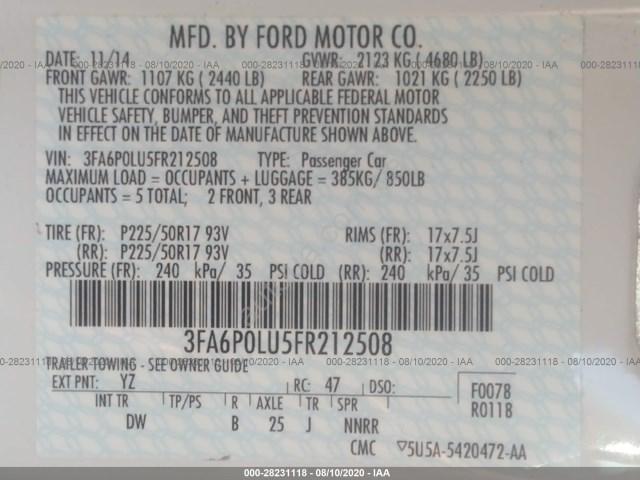 MFD. BY FORD MOTOR CO.
DATE: 11/14 GVWR: 2123 KG ( 4680 LB)
000-28231118 - 08/10/2020 - IAA
FRONT GAWR: 1107 KG ( 2440 LB) REAR GAWR: 1021 KG ( 2250 LB)
THIS VEHICLE CONFORMS TO ALL APPLICABLE FEDERAL MOTOR
VEHICLE SAFETY, BUMPER, AND THEFT PREVENTION STANDARDS
IN EFFECT ON THE DATE OF MANUFACTURE SHOWN ABOVE.
VIN: 3FA6P0LU5FR212508 TYPE: Passenger Car
MAXIMUM LOAD = OCCUPANTS + LUGGAGE = 385KG/ 850LB
OCCUPANTS = 5 TOTAL; 2 FRONT, 3 REAR
TIRE (FR): P225/50R17 93V RIMS (FR): 17x7.5J
(RR): P225/50R17 93V (RR): 17x7.5J
PRESSURE (FR): 240 kPa/ 35 PSI COLD (RR): 240 kPa/ 35 PSI COLD
3FA6P0LU5FR212508
000-28231118 - 08/10/2020 - IAA
TRAILER TOWING - SEE OWNER GUIDE
EXT PNT: YZ RC: 47 DSO: F0078
R0118
INT TR TP/PS R AXLE TR SPR
DW B 25 J NNRR
CMC 5U5A-5420472-AA
000-28231118 - 08/10/2020 - IAA